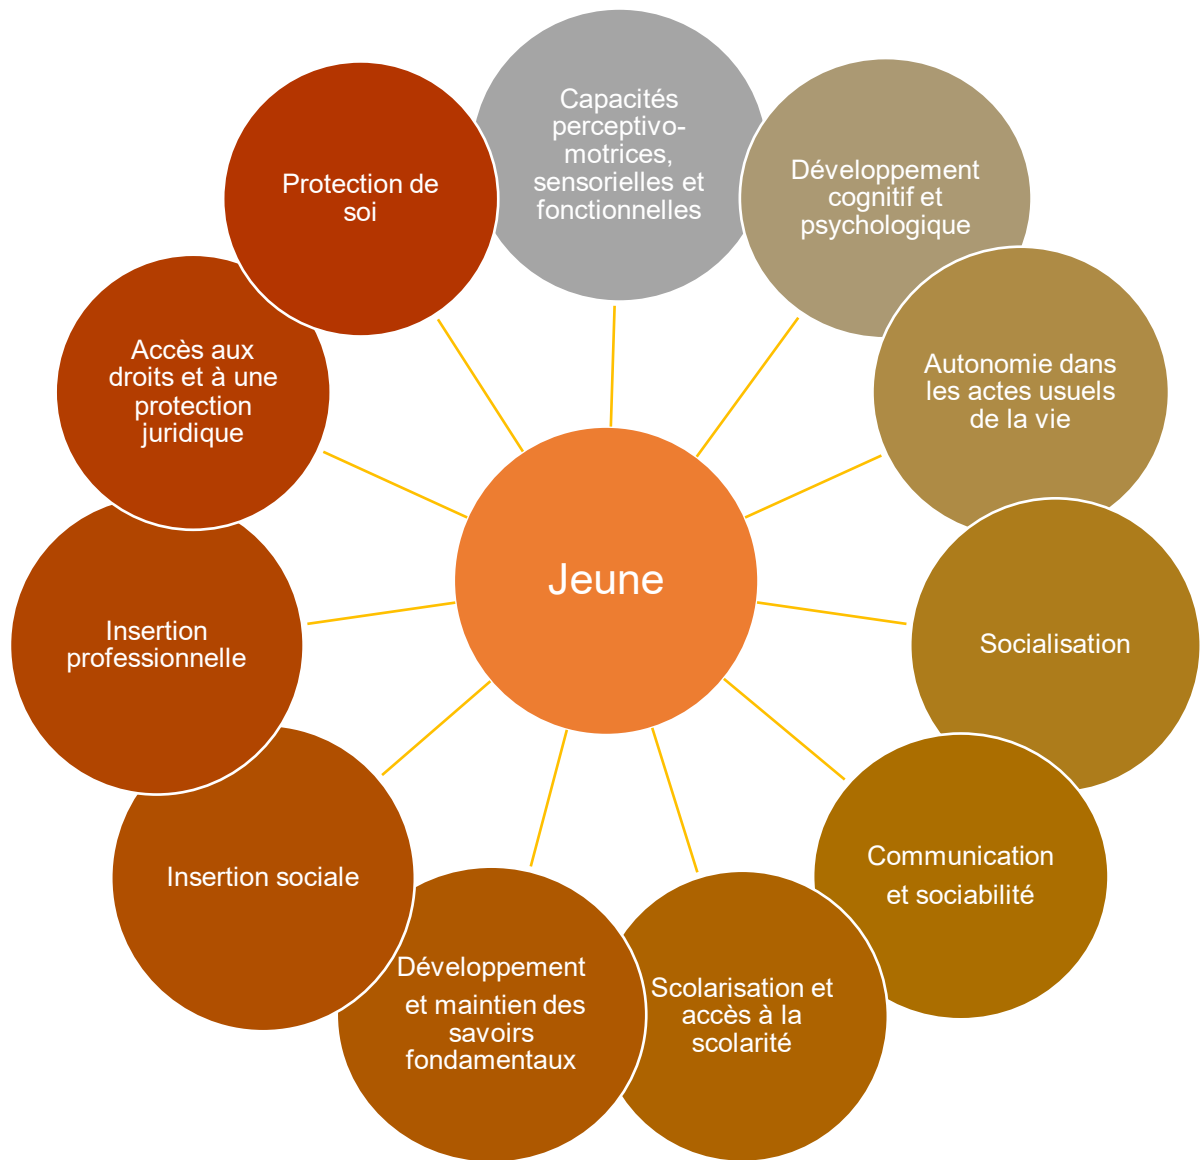 Capacités
perceptivo-
motrices,
sensorielles et
fonctionnelles
Développement
cognitif et
psychologique
Autonomie dans
les actes usuels
de la vie
Socialisation
Communication
et sociabilité
Scolarisation et
accès à la
scolarité
Développement
et maintien des
savoirs
fondamentaux
Insertion sociale
Insertion
professionnelle
Accès aux
droits et à une
protection
juridique
Protection de
soi
Jeune